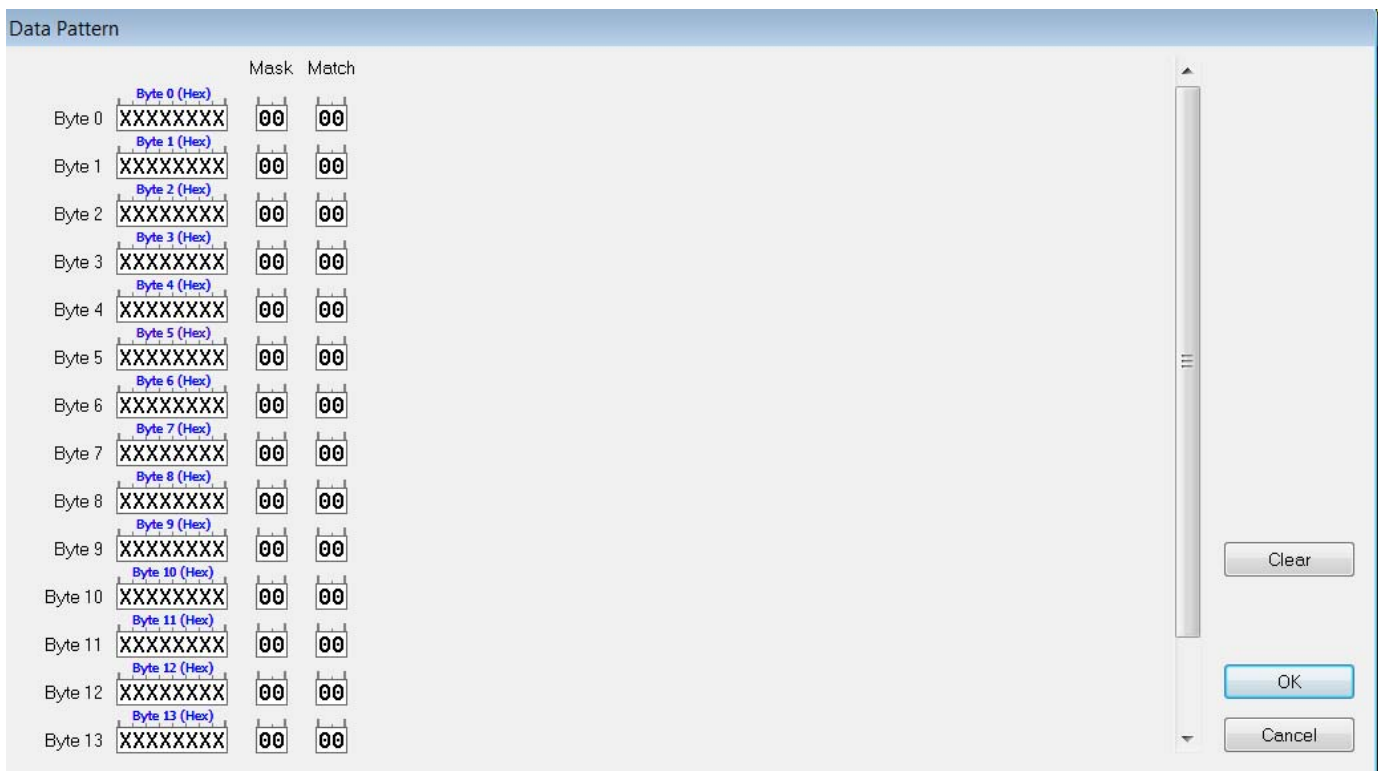 Data Pattern
Mask Match
Byte 0 (Hex)
Byte 0 XXXXXXXX 00 00
Byte 1 (Hex)
Byte 1 XXXXXXXX 00 00
Byte 2 (Hex)
Byte 2 XXXXXXXX 00 00
Byte 3 (Hex)
Byte 3 XXXXXXXX 00 00
Byte 4 (Hex)
Byte 4 XXXXXXXX 00 00
Byte 5 (Hex)
Byte 5 XXXXXXXX 00 00
Byte 6 (Hex)
Byte 6 XXXXXXXX 00 00
Byte 7 (Hex)
Byte 7 XXXXXXXX 00 00
Byte 8 (Hex)
Byte 8 XXXXXXXX 00 00
Byte 9 (Hex)
Byte 9 XXXXXXXX 00 00
Clear
Byte 10 (Hex)
Byte 10 XXXXXXXX 00 00
Byte 11 (Hex)
Byte 11 XXXXXXXX 00 00
Byte 12 (Hex)
Byte 12 XXXXXXXX 00 00
OK
Byte 13 (Hex)
Byte 13 XXXXXXXX 00 00
Cancel